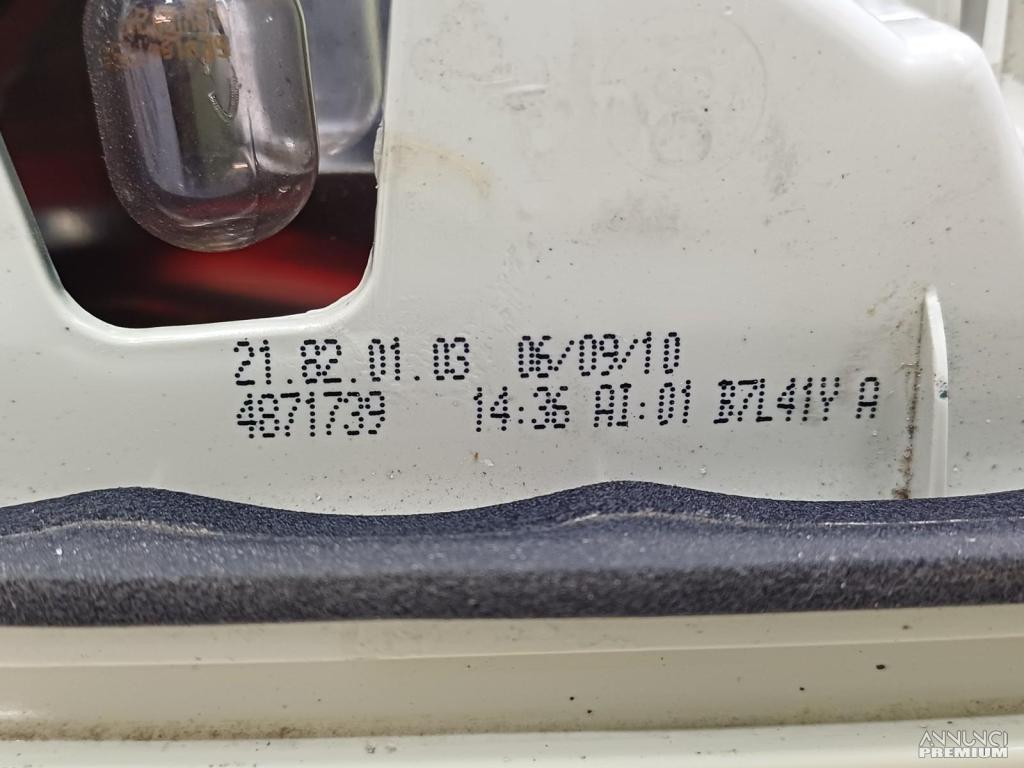 21.82.01.03 06/09/10
4871739 14:36 AI:01 B7L41Y A
ANNUNCI
PREMIUM